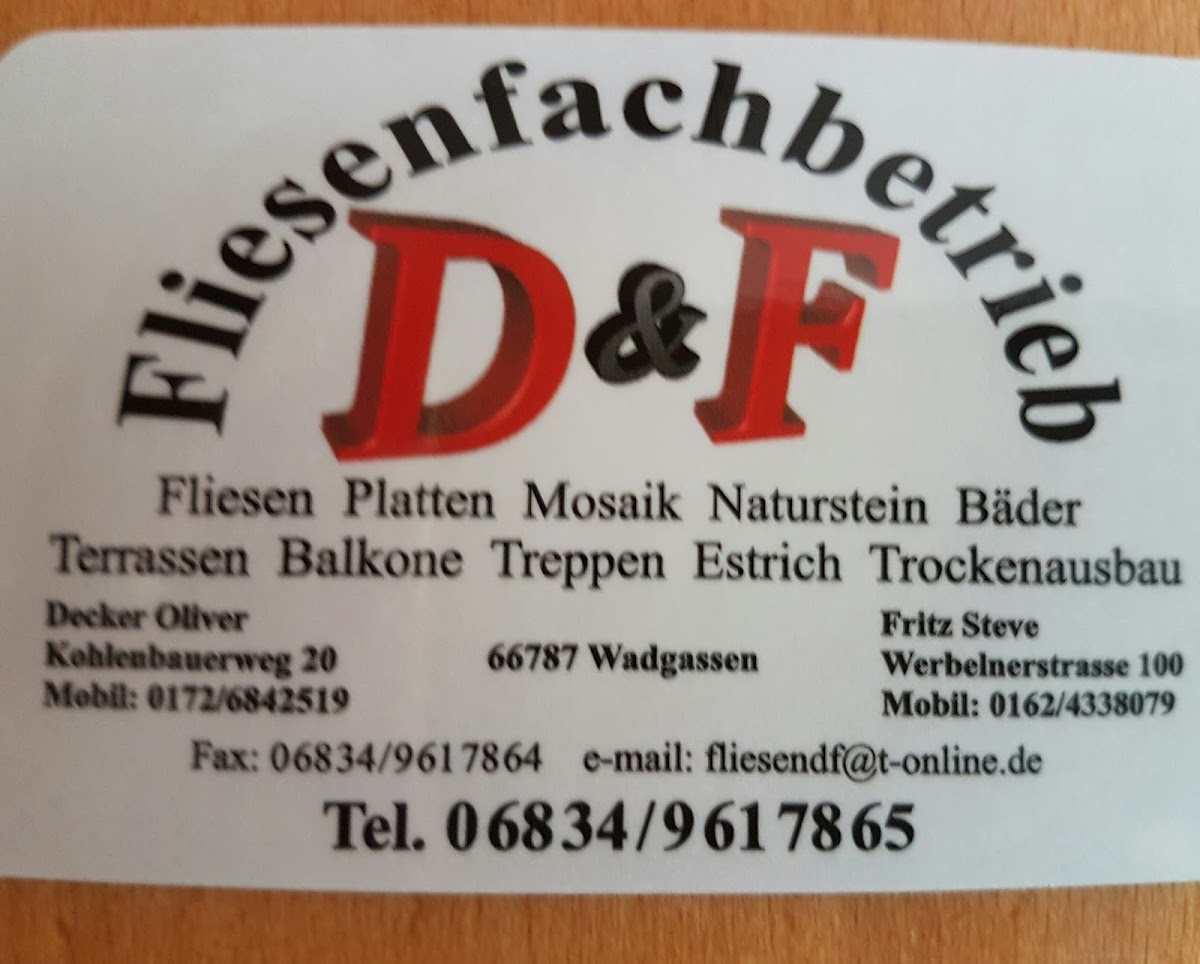 Fliesenfachbetrieb
D&F
Fliesen Platten Mosaik Naturstein Bäder
Terrassen Balkone Treppen Estrich Trockenausbau
Decker Oliver
Kohlenbauerweg 20
Mobil: 0172/6842519
66787 Wadgassen
Fritz Steve
Werbelnerstrasse 100
Mobil: 0162/4338079
Fax: 06834/9617864 e-mail: fliesendf@t-online.de
Tel. 06834/9617865